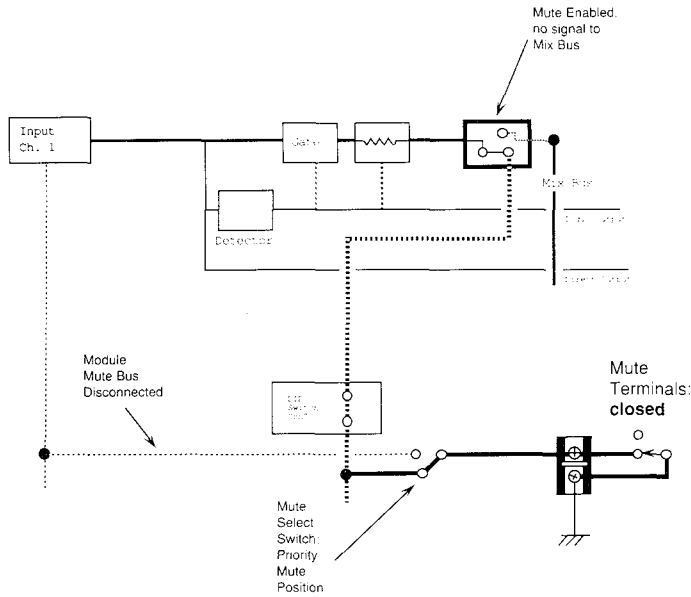 Mute Enabled.
no signal to
Mix Bus
Input
Ch. 1
Gate
Mix Bus
Detector
Module
Mute Bus
Disconnected
Switch
Mute
Terminals:
closed
Mute
Select
Switch:
Priority
Mute
Position